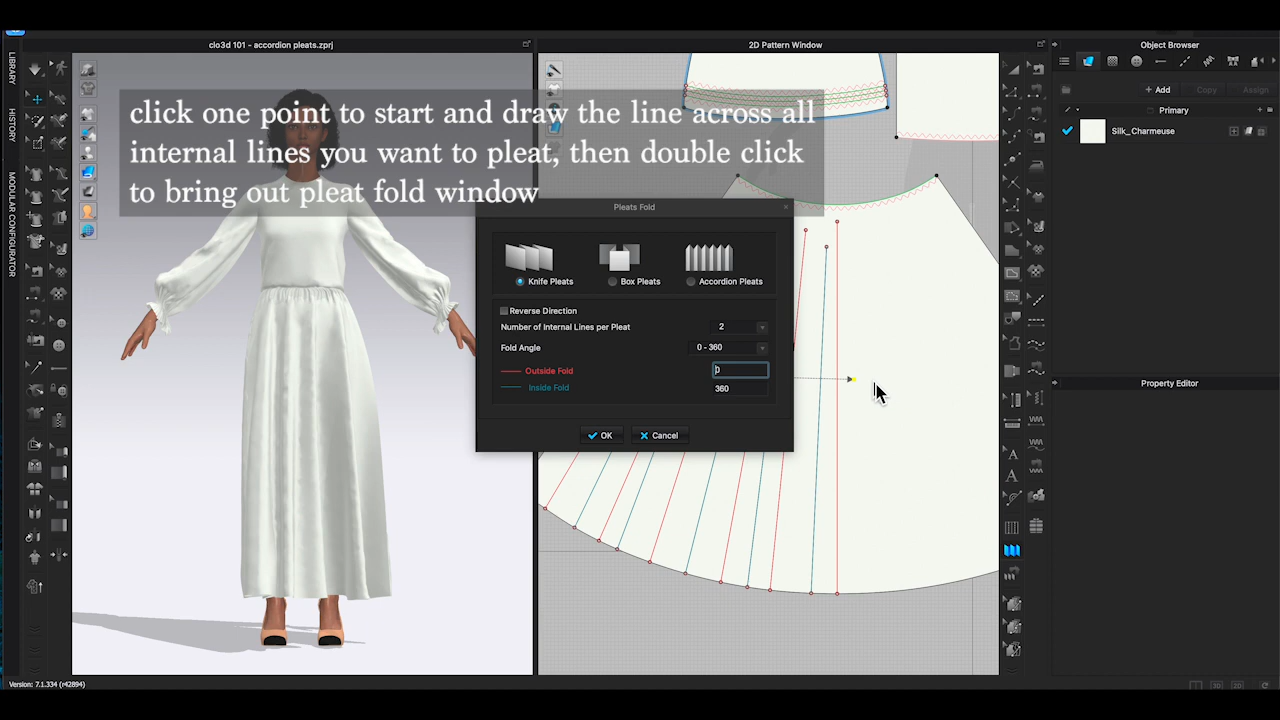 clo3d 101 - accordion pleats.zprj
2D Pattern Window
Object Browser
LIBRARY
HISTORY
MODULAR CONFIGURATOR
click one point to start and draw the line across all
internal lines you want to pleat, then double click
to bring out pleat fold window
+ Add
Copy
Assign
Primary
Silk_Charmeuse
Pleats Fold
Knife Pleats
Box Pleats
Accordion Pleats
Reverse Direction
Number of Internal Lines per Pleat
2
Fold Angle
0 - 360
Outside Fold
0
Inside Fold
360
OK
Cancel
Property Editor
Version: 7.1.334 (r42894)
3D
2D